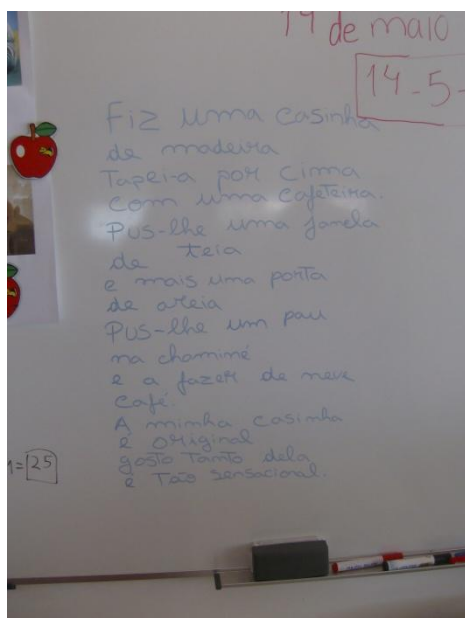 14 de maio
14-5-
Fiz uma casinha
de madeira
Tapei-a por cima
com uma cafeteira.
Pus-lhe uma janela
de teia
e mais uma porta
de areia
Pus-lhe um pau
na chaminé
e a fazer de neve
café.
A minha casinha
é original
gosto tanto dela
é tão sensacional.
=25